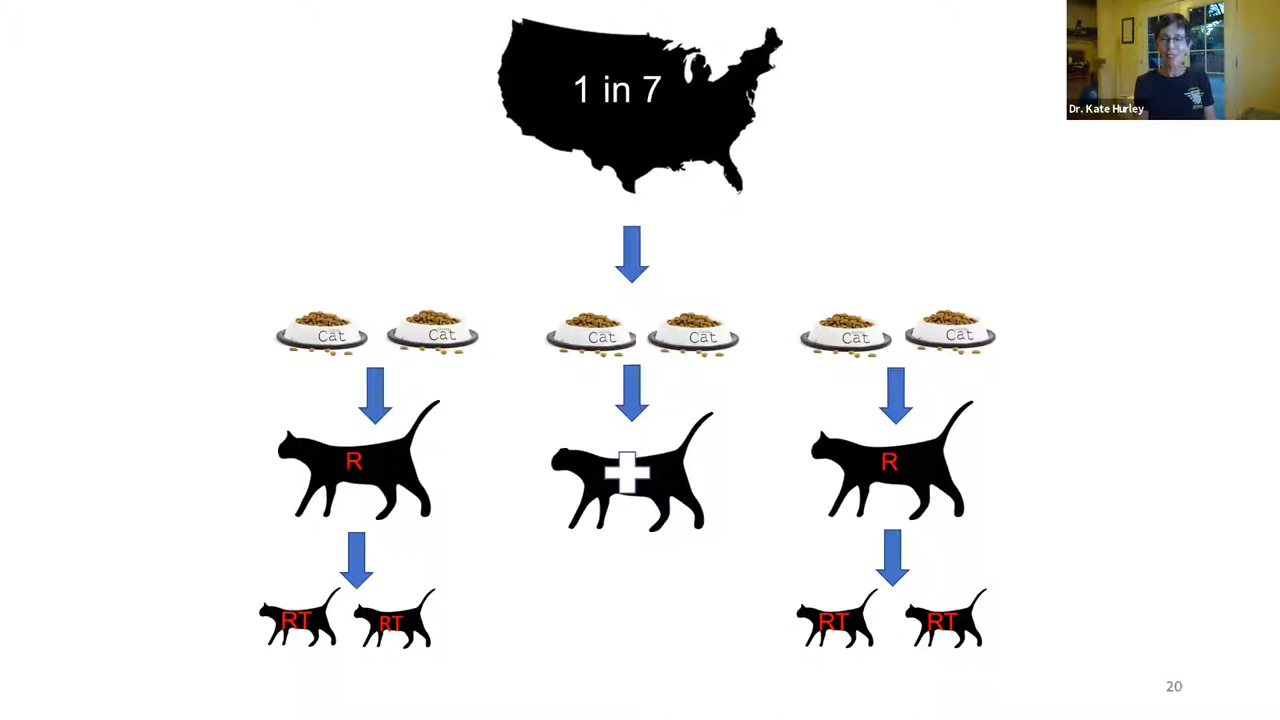 1 in 7
Dr. Kate Hurley
Cat Cat Cat Cat Cat Cat
R R
RT RT RT RT
20